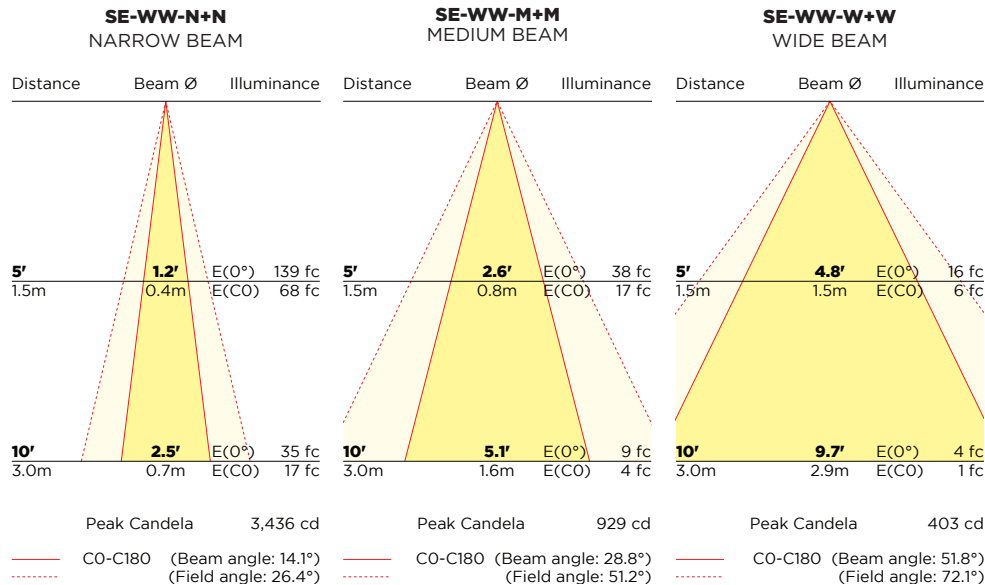 SE-WW-N+N
NARROW BEAM
Distance Beam Ø Illuminance
5' 1.2' E(0°) 139 fc
1.5m 0.4m E(C0) 68 fc
10' 2.5' E(0°) 35 fc
3.0m 0.7m E(C0) 17 fc
Peak Candela 3,436 cd
C0-C180 (Beam angle: 14.1°)
(Field angle: 26.4°)
SE-WW-M+M
MEDIUM BEAM
Distance Beam Ø Illuminance
5' 2.6' E(0°) 38 fc
1.5m 0.8m E(C0) 17 fc
10' 5.1' E(0°) 9 fc
3.0m 1.6m E(C0) 4 fc
Peak Candela 929 cd
C0-C180 (Beam angle: 28.8°)
(Field angle: 51.2°)
SE-WW-W+W
WIDE BEAM
Distance Beam Ø Illuminance
5' 4.8' E(0°) 16 fc
1.5m 1.5m E(C0) 6 fc
10' 9.7' E(0°) 4 fc
3.0m 2.9m E(C0) 1 fc
Peak Candela 403 cd
C0-C180 (Beam angle: 51.8°)
(Field angle: 72.1°)